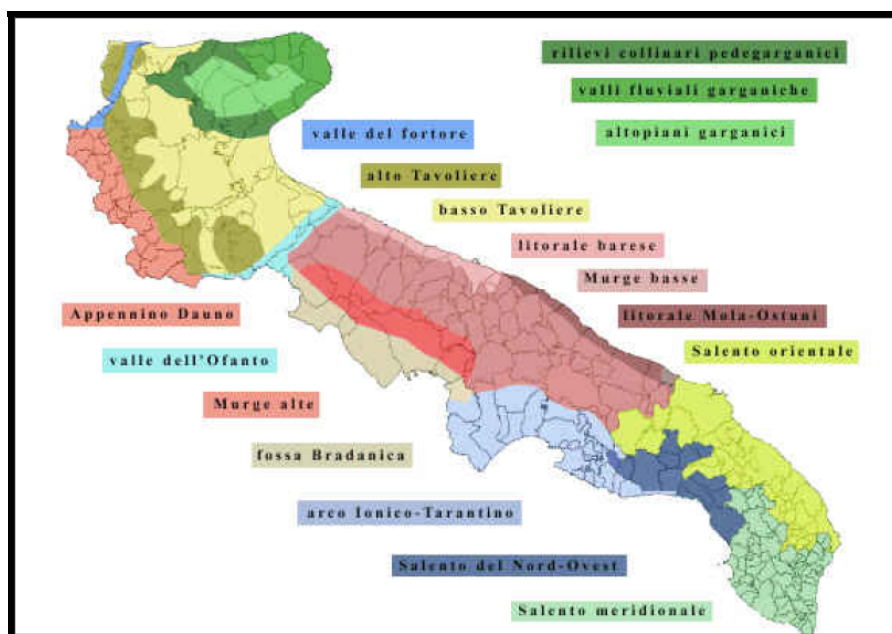 rilievi collinari pedegarganici
valli fluviali garganiche
valle del fortore
altopiani garganici
alto Tavoliere
basso Tavoliere
litorale barese
Murge basse
Appennino Dauno
litorale Mola-Ostuni
Salento orientale
valle dell'Ofanto
Murge alte
fossa Bradanica
arco Ionico-Tarantino
Salento del Nord-Ovest
Salento meridionale